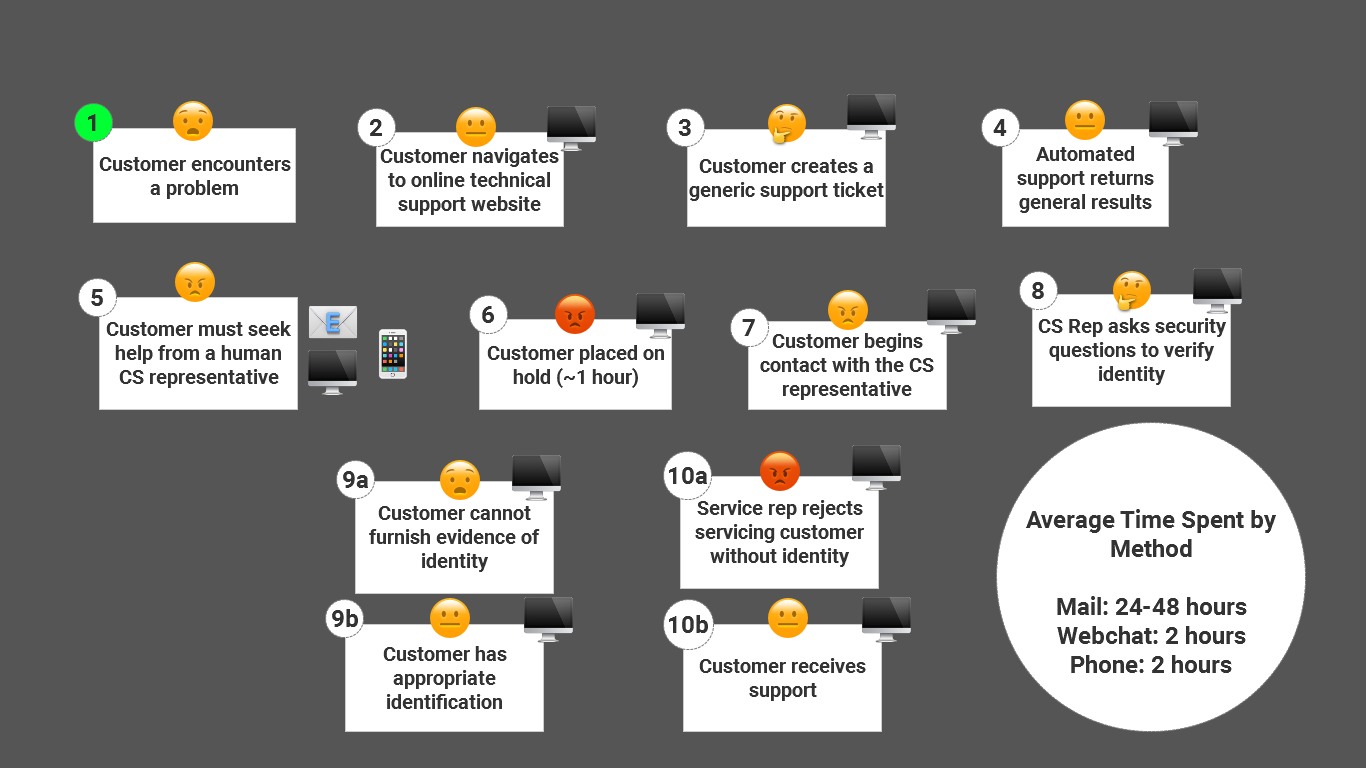 1
Customer encounters
a problem
2
Customer navigates
to online technical
support website
3
Customer creates a
generic support ticket
4
Automated
support returns
general results
5
Customer must seek
help from a human
CS representative
E
6
Customer placed on
hold (~1 hour)
7
Customer begins
contact with the CS
representative
8
CS Rep asks security
questions to verify
identity
9a
Customer cannot
furnish evidence of
identity
10a
Service rep rejects
servicing customer
without identity
9b
Customer has
appropriate
identification
10b
Customer receives
support
Average Time Spent by
Method
Mail: 24-48 hours
Webchat: 2 hours
Phone: 2 hours